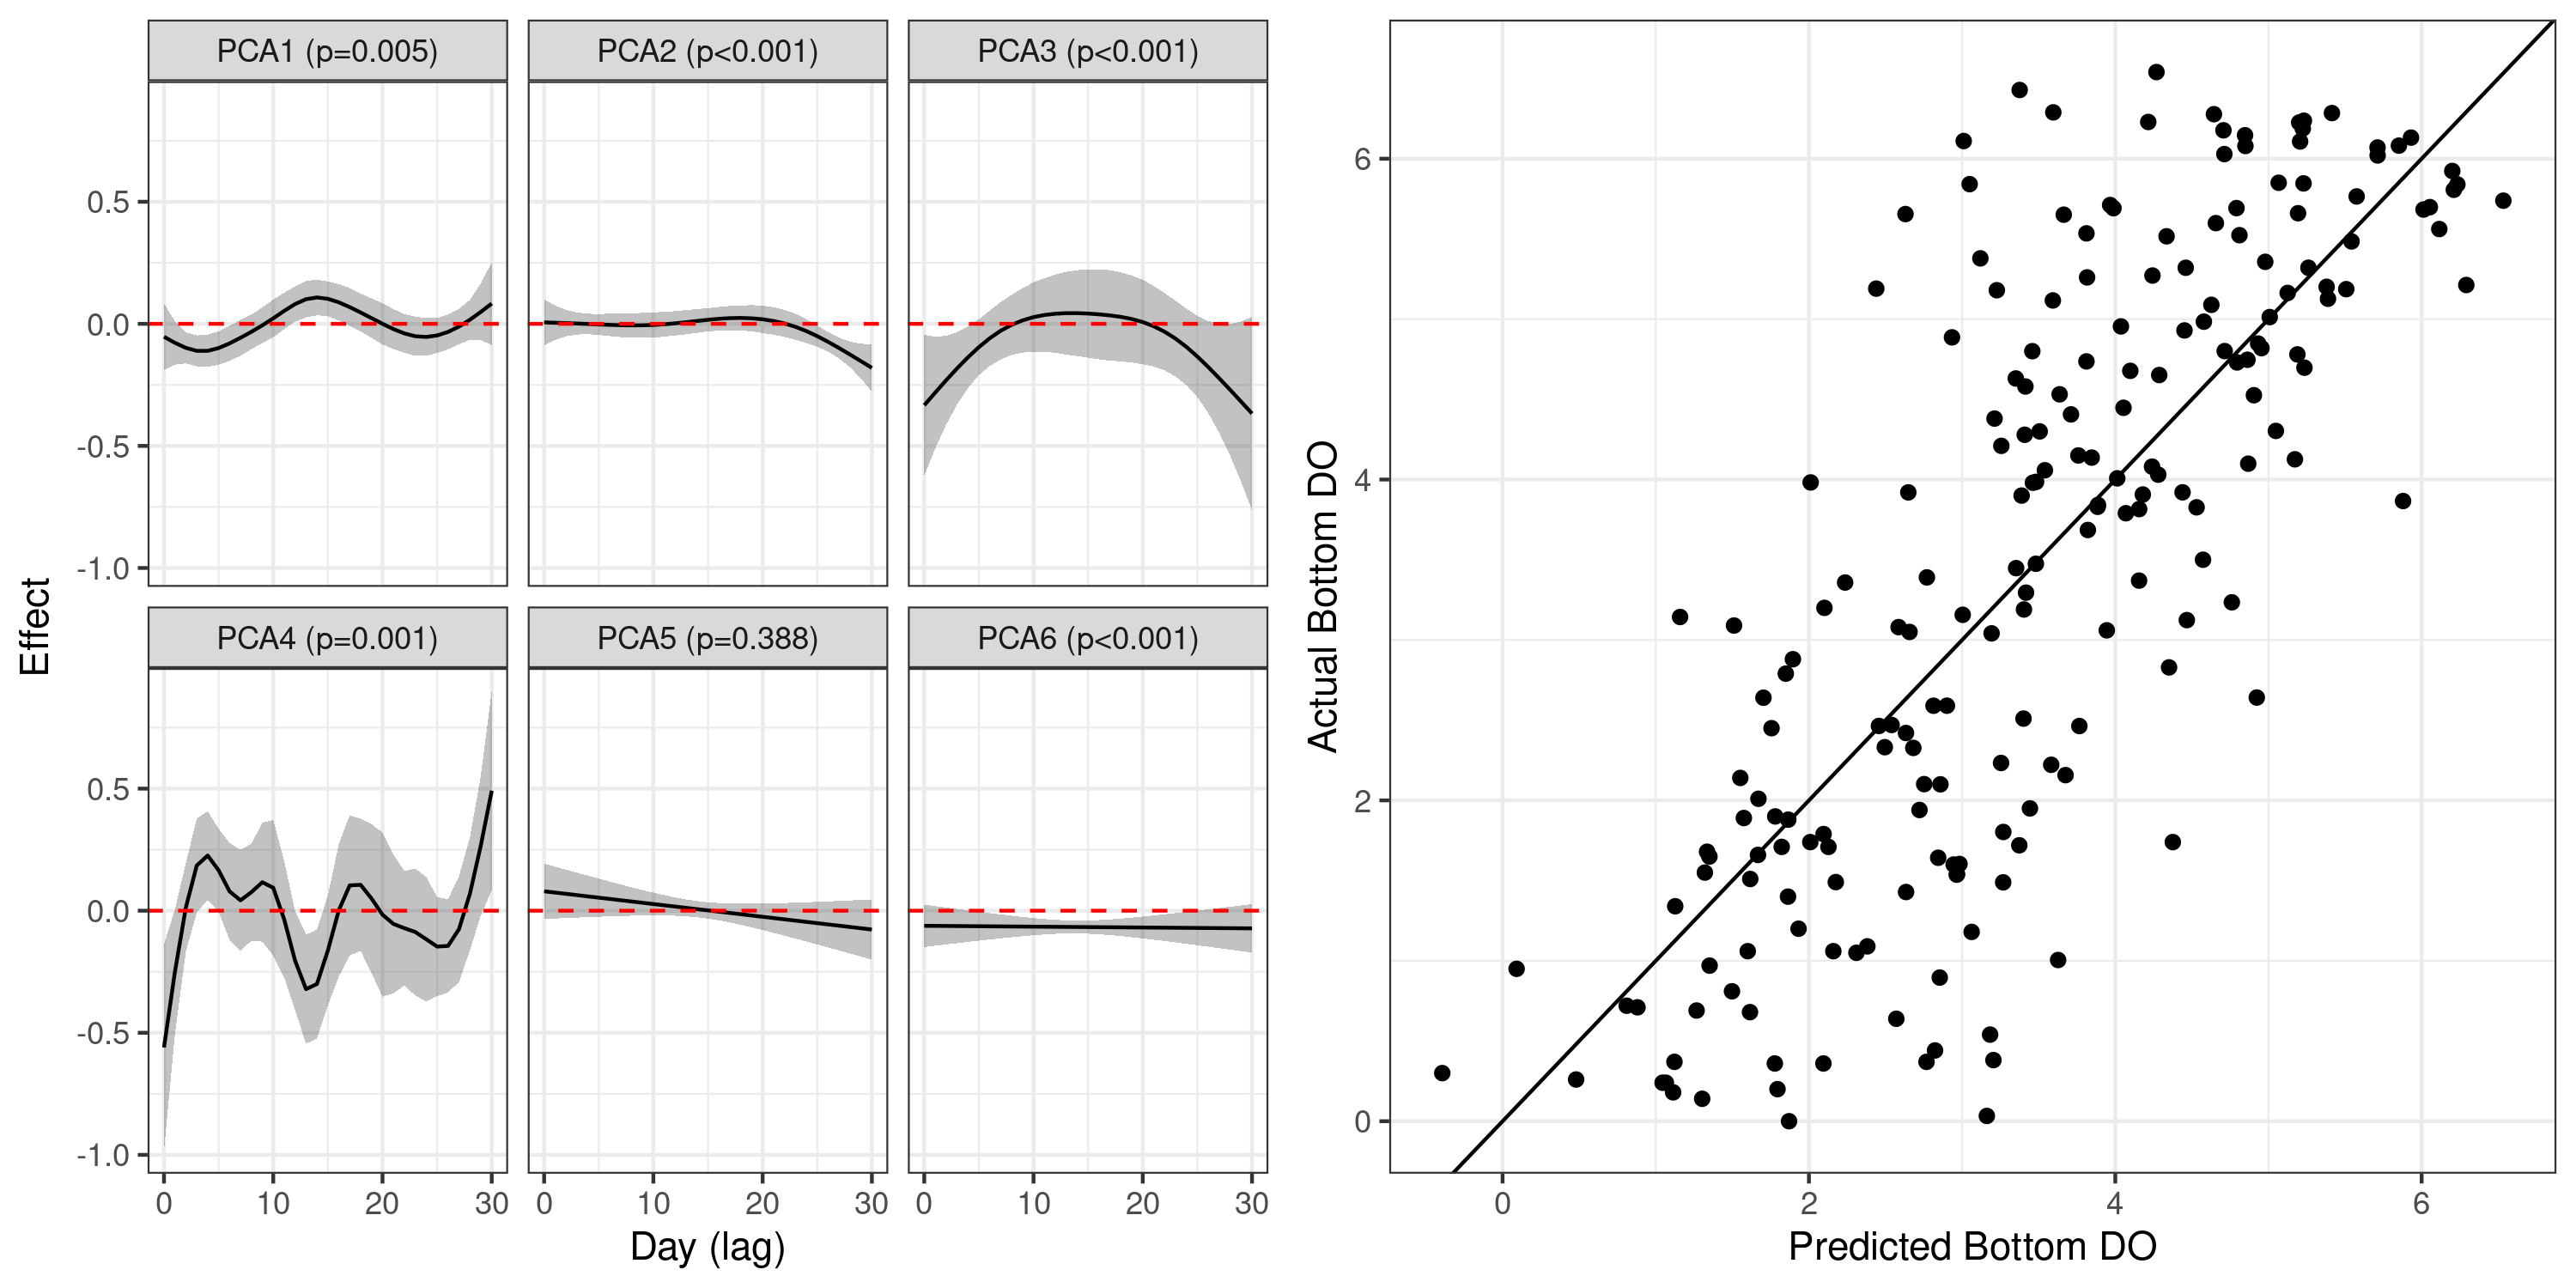 PCA1 (p=0.005)
PCA2 (p<0.001)
PCA3 (p<0.001)
0.5
0.0
-0.5
-1.0
PCA4 (p=0.001)
PCA5 (p=0.388)
PCA6 (p<0.001)
0.5
0.0
-0.5
-1.0
0 10 20 30
0 10 20 30
0 10 20 30
Effect
Day (lag)
6
4
2
0
0 2 4 6
Actual Bottom DO
Predicted Bottom DO